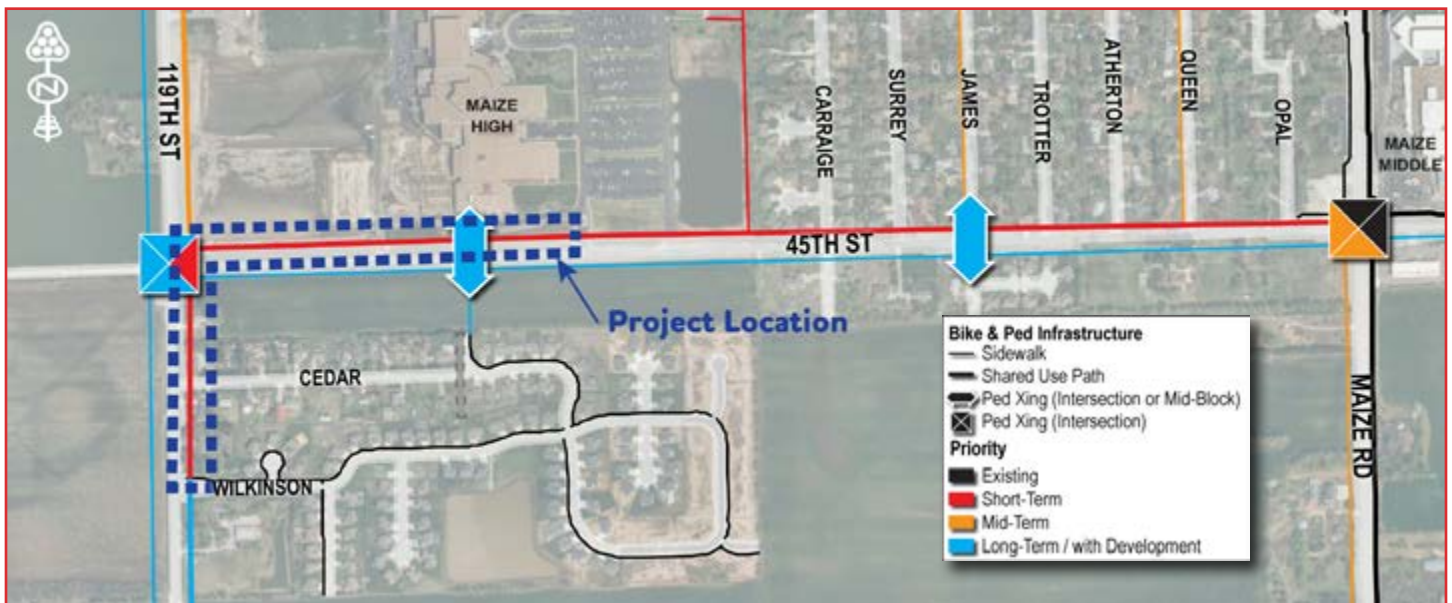 N
119TH ST
MAIZE
HIGH
CARRAIGE
SURREY
JAMES
TROTTER
ATHERTON
QUEEN
OPAL
MAIZE
MIDDLE
45TH ST
Project Location
CEDAR
WILKINSON
MAIZE RD
Bike & Ped Infrastructure
Sidewalk
Shared Use Path
Ped Xing (Intersection or Mid-Block)
Ped Xing (Intersection)
Priority
Existing
Short-Term
Mid-Term
Long-Term / with Development